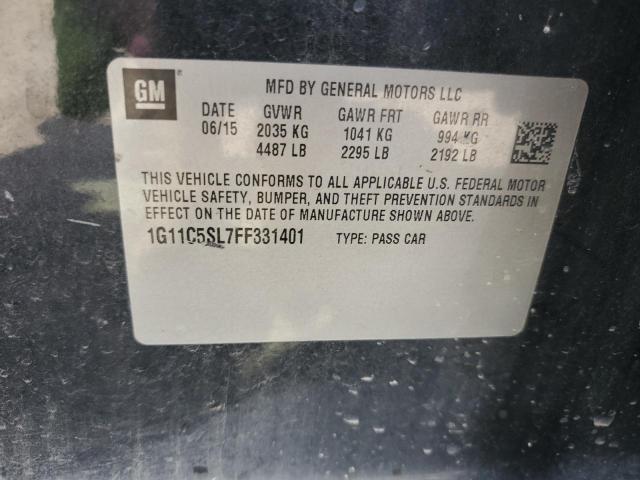 GM
MFD BY GENERAL MOTORS LLC
DATE GVWR GAWR FRT GAWR RR
06/15 2035 KG 1041 KG 994 KG
4487 LB 2295 LB 2192 LB
THIS VEHICLE CONFORMS TO ALL APPLICABLE U.S. FEDERAL MOTOR
VEHICLE SAFETY, BUMPER, AND THEFT PREVENTION STANDARDS IN
EFFECT ON THE DATE OF MANUFACTURE SHOWN ABOVE.
1G11C5SL7FF331401 TYPE: PASS CAR